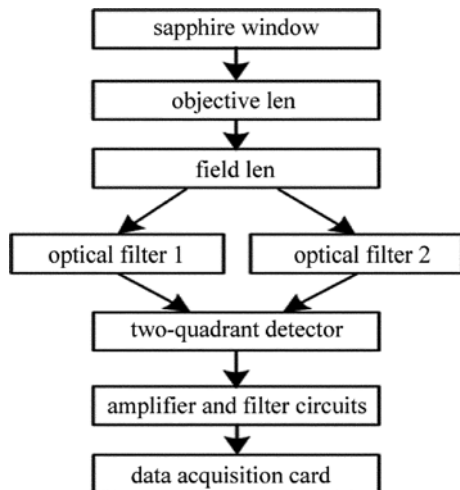 sapphire window
objective len
field len
optical filter 1
optical filter 2
two-quadrant detector
amplifier and filter circuits
data acquisition card